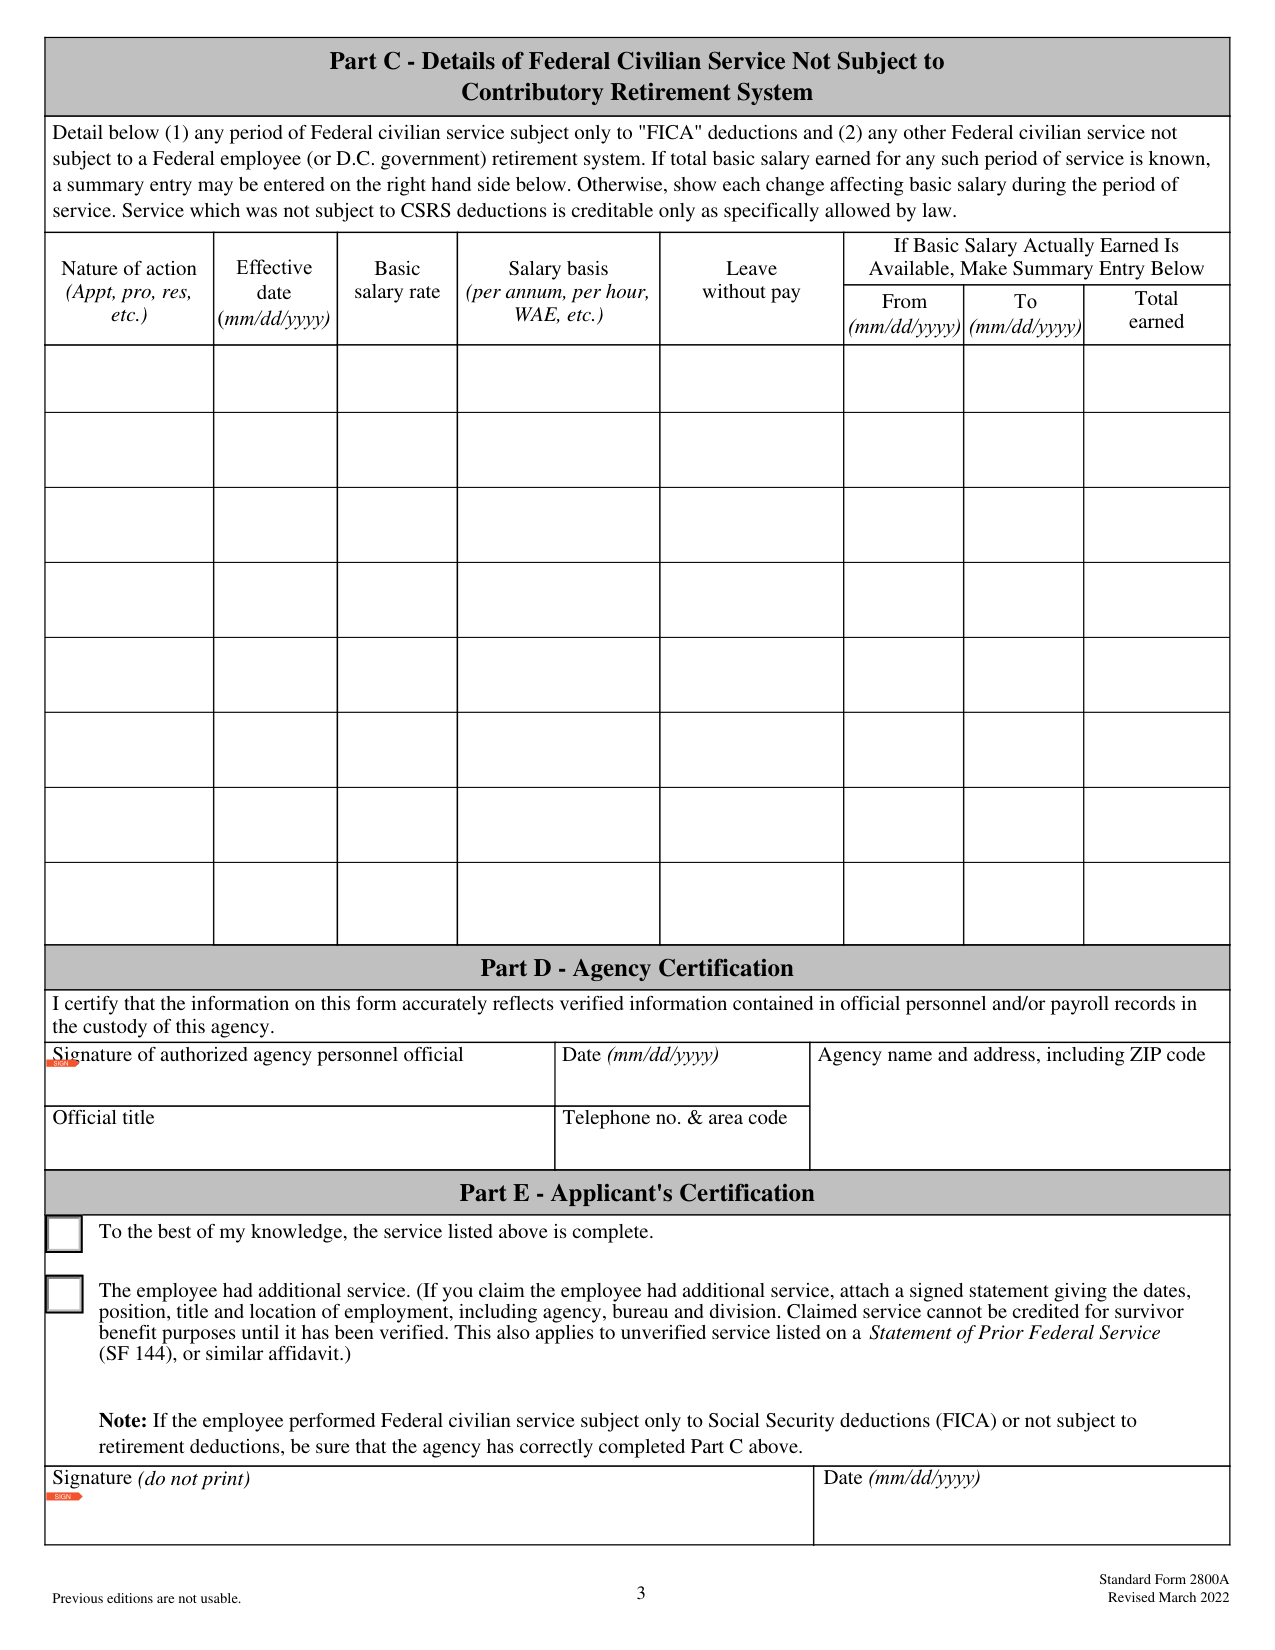 Part C - Details of Federal Civilian Service Not Subject to
Contributory Retirement System
Detail below (1) any period of Federal civilian service subject only to "FICA" deductions and (2) any other Federal civilian service not
subject to a Federal employee (or D.C. government) retirement system. If total basic salary earned for any such period of service is known,
a summary entry may be entered on the right hand side below. Otherwise, show each change affecting basic salary during the period of
service. Service which was not subject to CSRS deductions is creditable only as specifically allowed by law.
Nature of action
(Appt, pro, res,
etc.)
Effective
date
(mm/dd/yyyy)
Basic
salary rate
Salary basis
(per annum, per hour,
WAE, etc.)
Leave
without pay
If Basic Salary Actually Earned Is
Available, Make Summary Entry Below
From
(mm/dd/yyyy)
To
(mm/dd/yyyy)
Total
earned
Part D - Agency Certification
I certify that the information on this form accurately reflects verified information contained in official personnel and/or payroll records in
the custody of this agency.
Signature of authorized agency personnel official
SIGN
Date (mm/dd/yyyy)
Agency name and address, including ZIP code
Official title
Telephone no. & area code
Part E - Applicant's Certification
To the best of my knowledge, the service listed above is complete.
The employee had additional service. (If you claim the employee had additional service, attach a signed statement giving the dates,
position, title and location of employment, including agency, bureau and division. Claimed service cannot be credited for survivor
benefit purposes until it has been verified. This also applies to unverified service listed on a Statement of Prior Federal Service
(SF 144), or similar affidavit.)
Note: If the employee performed Federal civilian service subject only to Social Security deductions (FICA) or not subject to
retirement deductions, be sure that the agency has correctly completed Part C above.
Signature (do not print)
SIGN
Date (mm/dd/yyyy)
Previous editions are not usable.
3
Standard Form 2800A
Revised March 2022